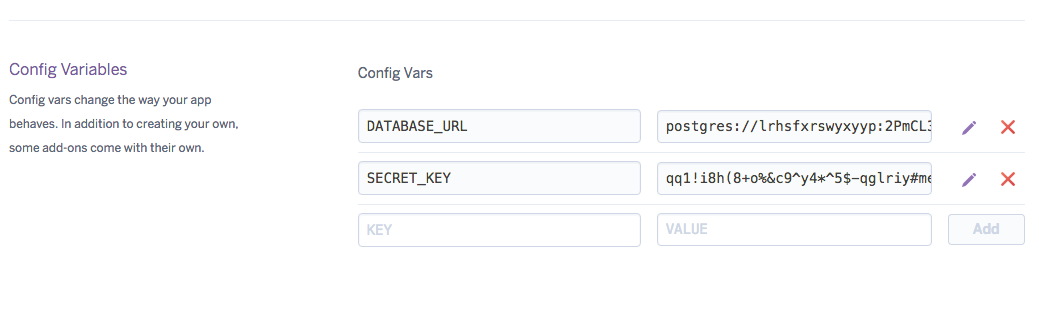 Config Variables
Config vars change the way your app
behaves. In addition to creating your own,
some add-ons come with their own.
Config Vars
DATABASE_URL
postgres://lrhsfxrswyxyyp:2PmCL3
SECRET_KEY
qq1!i8h(8+o%&c9^y4*^5$-qglriy#me
KEY
VALUE
Add